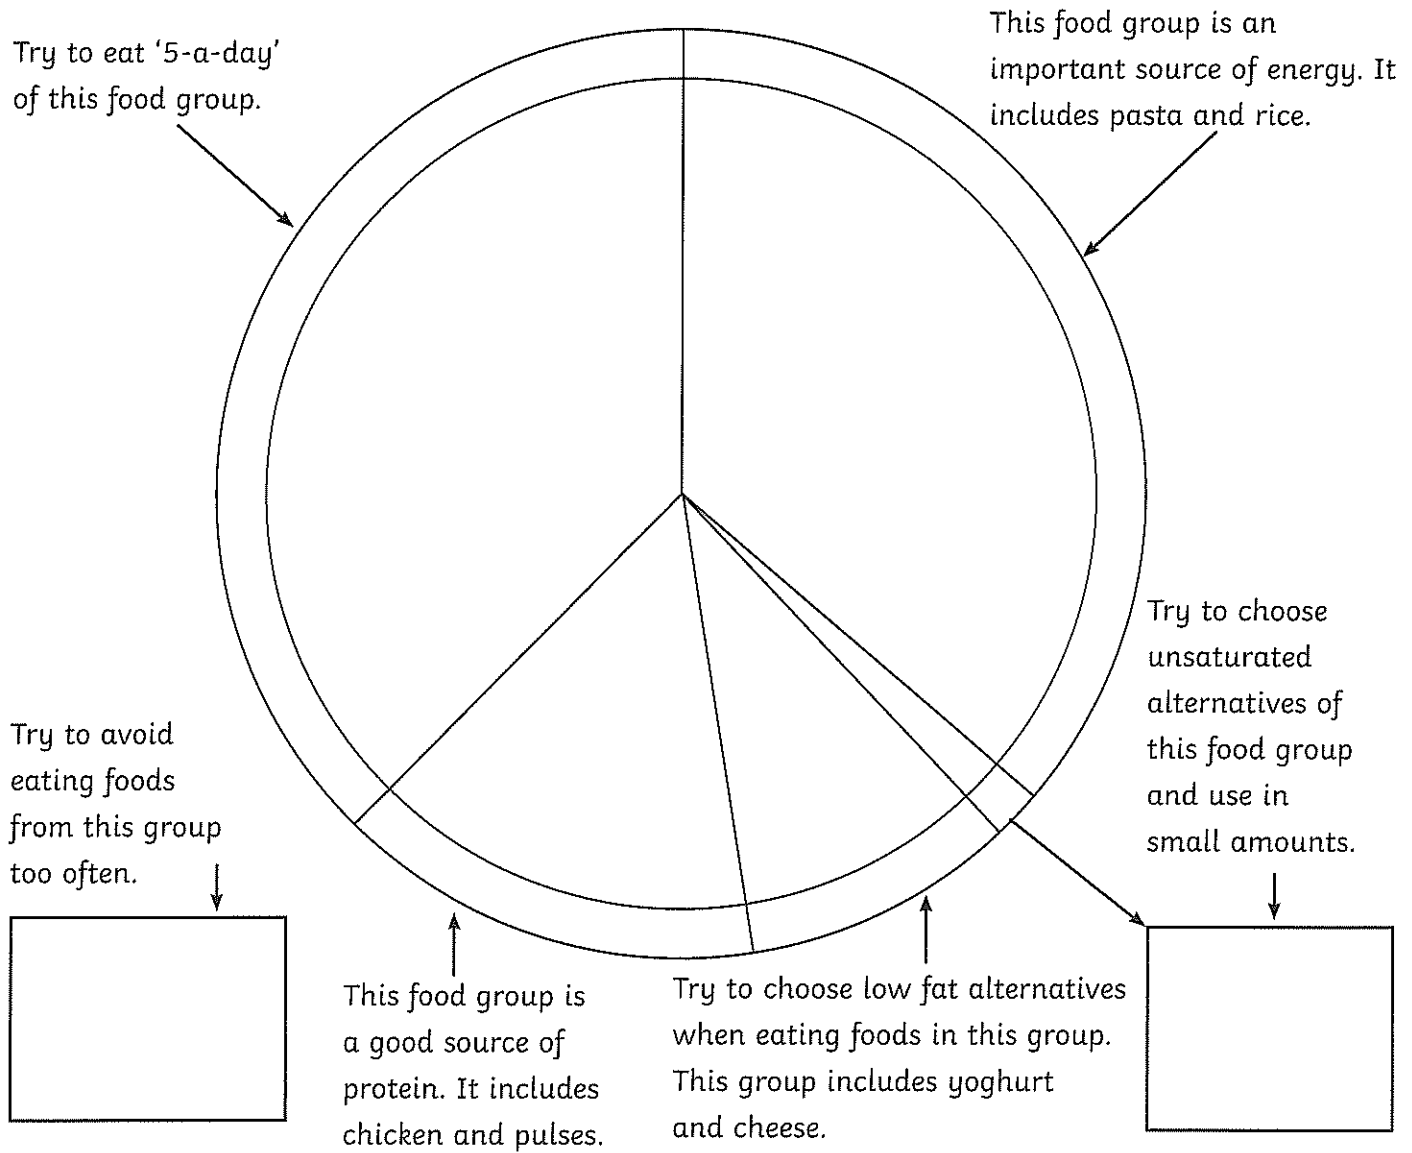 Try to eat ‘5-a-day’
of this food group.
This food group is an
important source of energy. It
includes pasta and rice.
Try to choose
unsaturated
alternatives of
this food group
and use in
small amounts.
Try to avoid
eating foods
from this group
too often.
This food group is
a good source of
protein. It includes
chicken and pulses.
Try to choose low fat alternatives
when eating foods in this group.
This group includes yoghurt
and cheese.